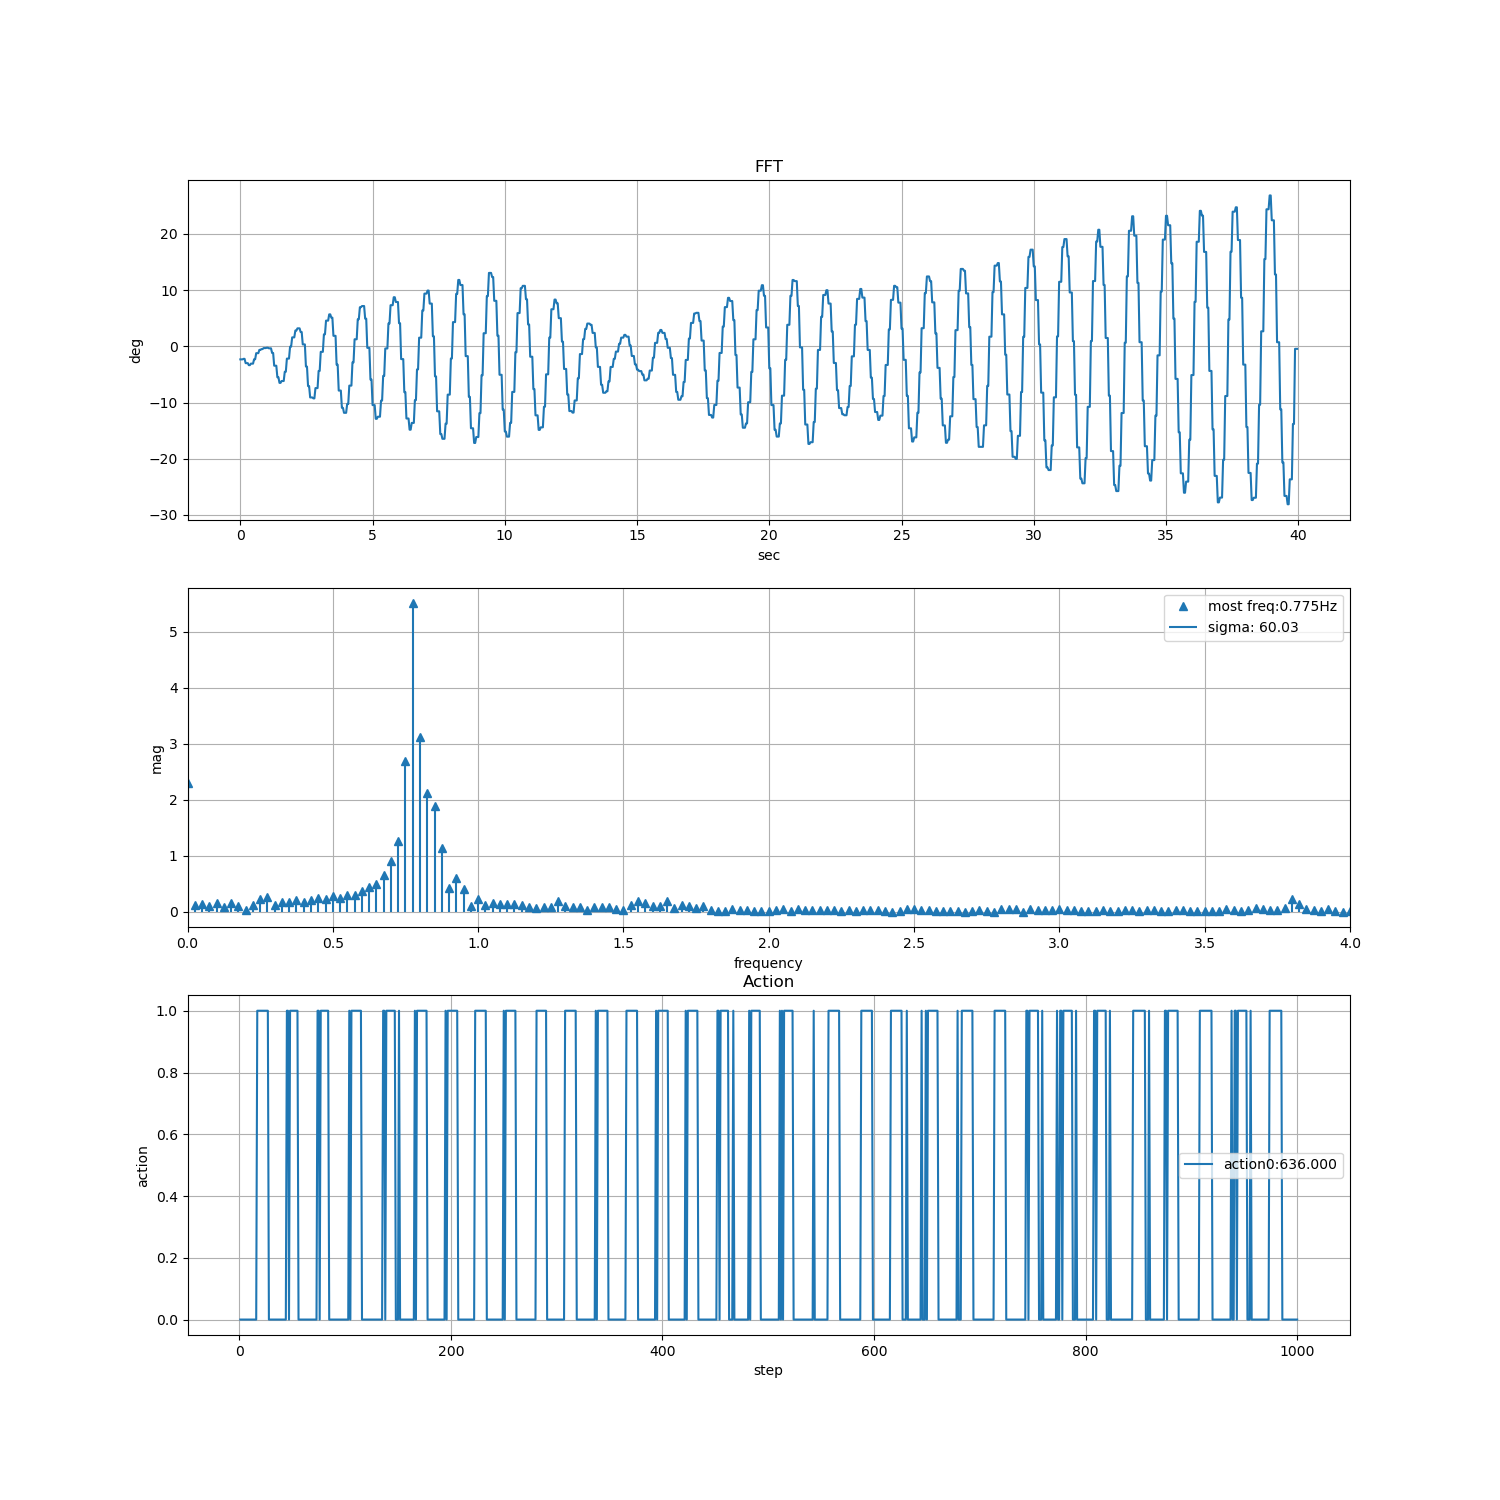 FFT
20
10
0
−10
−20
−30
deg
0 5 10 15 20 25 30 35 40
sec
most freq:0.775Hz
sigma: 60.03
5
4
3
2
1
0
mag
0.0 0.5 1.0 1.5 2.0 2.5 3.0 3.5 4.0
frequency
Action
1.0
0.8
0.6
0.4
0.2
0.0
action
action0:636.000
0 200 400 600 800 1000
step